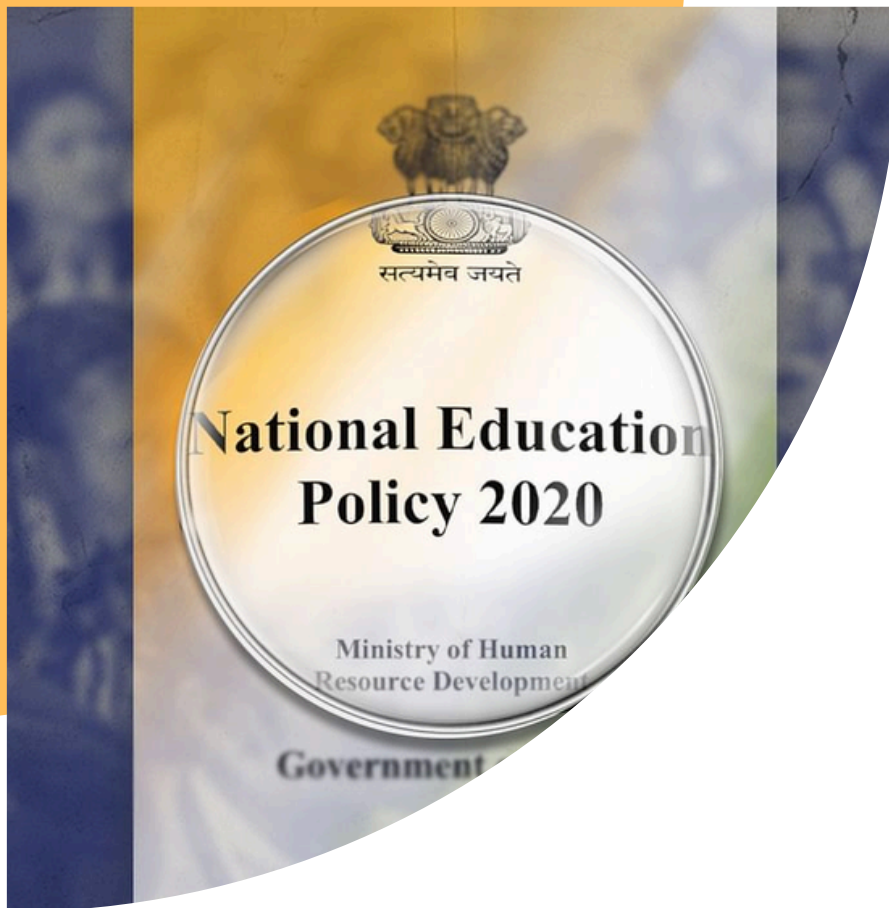 सत्यमेव जयते
National Education
Policy 2020
Ministry of Human
Resource Development
Government